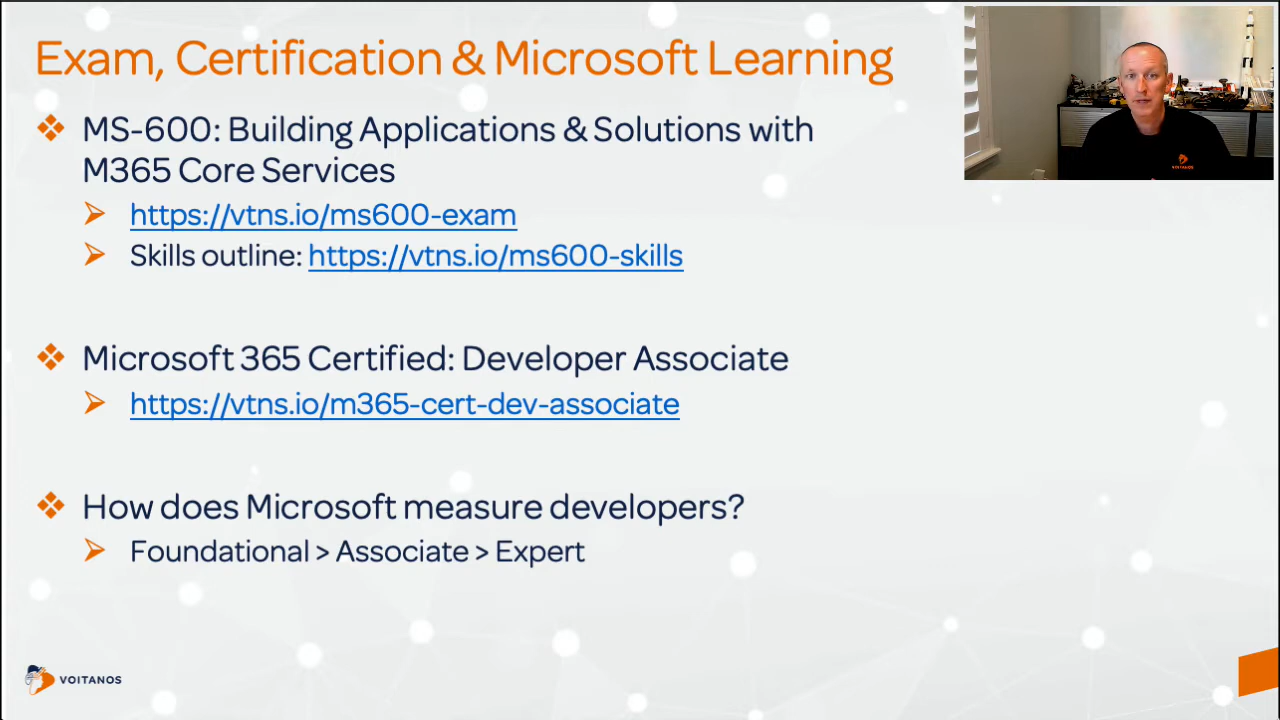 Exam, Certification & Microsoft Learning
MS-600: Building Applications & Solutions with
M365 Core Services
https://vtns.io/ms600-exam
Skills outline: https://vtns.io/ms600-skills
Microsoft 365 Certified: Developer Associate
https://vtns.io/m365-cert-dev-associate
How does Microsoft measure developers?
Foundational > Associate > Expert
VOITANOS
VOITANOS